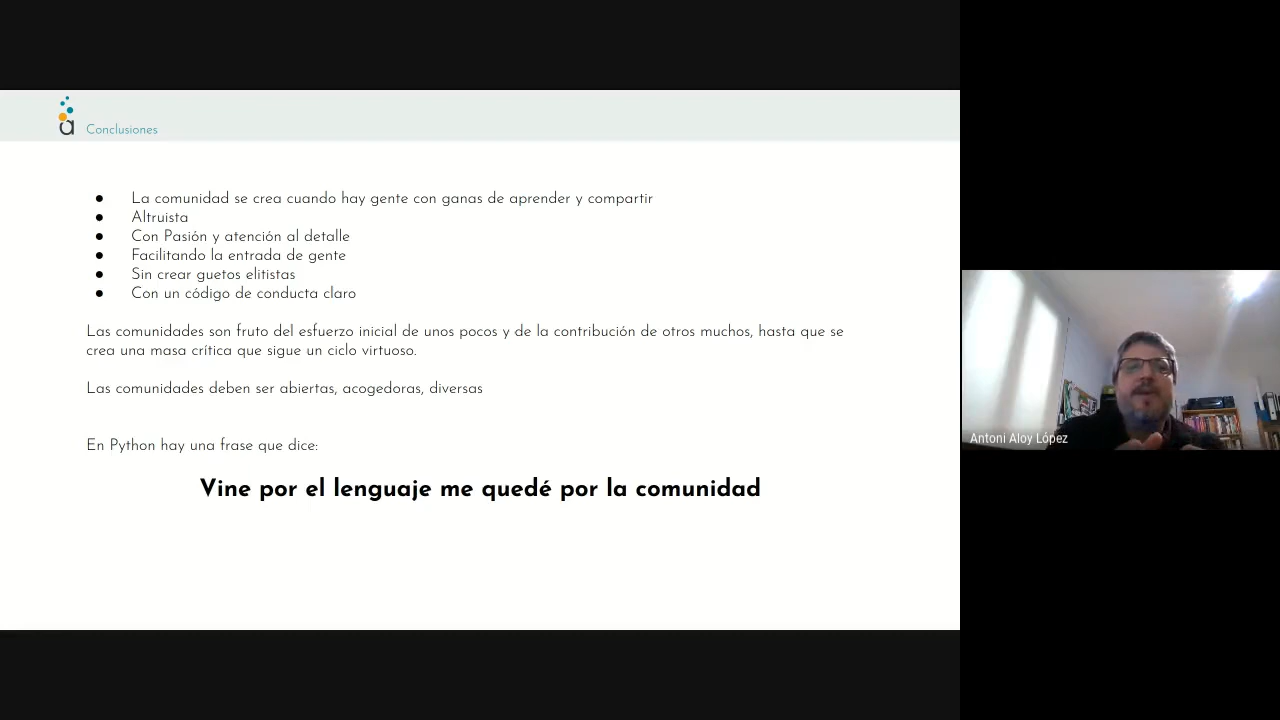 a Conclusiones
● La comunidad se crea cuando hay gente con ganas de aprender y compartir
● Altruista
● Con Pasión y atención al detalle
● Facilitando la entrada de gente
● Sin crear guetos elitistas
● Con un código de conducta claro
Las comunidades son fruto del esfuerzo inicial de unos pocos y de la contribución de otros muchos, hasta que se
crea una masa crítica que sigue un ciclo virtuoso.
Las comunidades deben ser abiertas, acogedoras, diversas
En Python hay una frase que dice:
Vine por el lenguaje me quedé por la comunidad
Antoni Aloy López